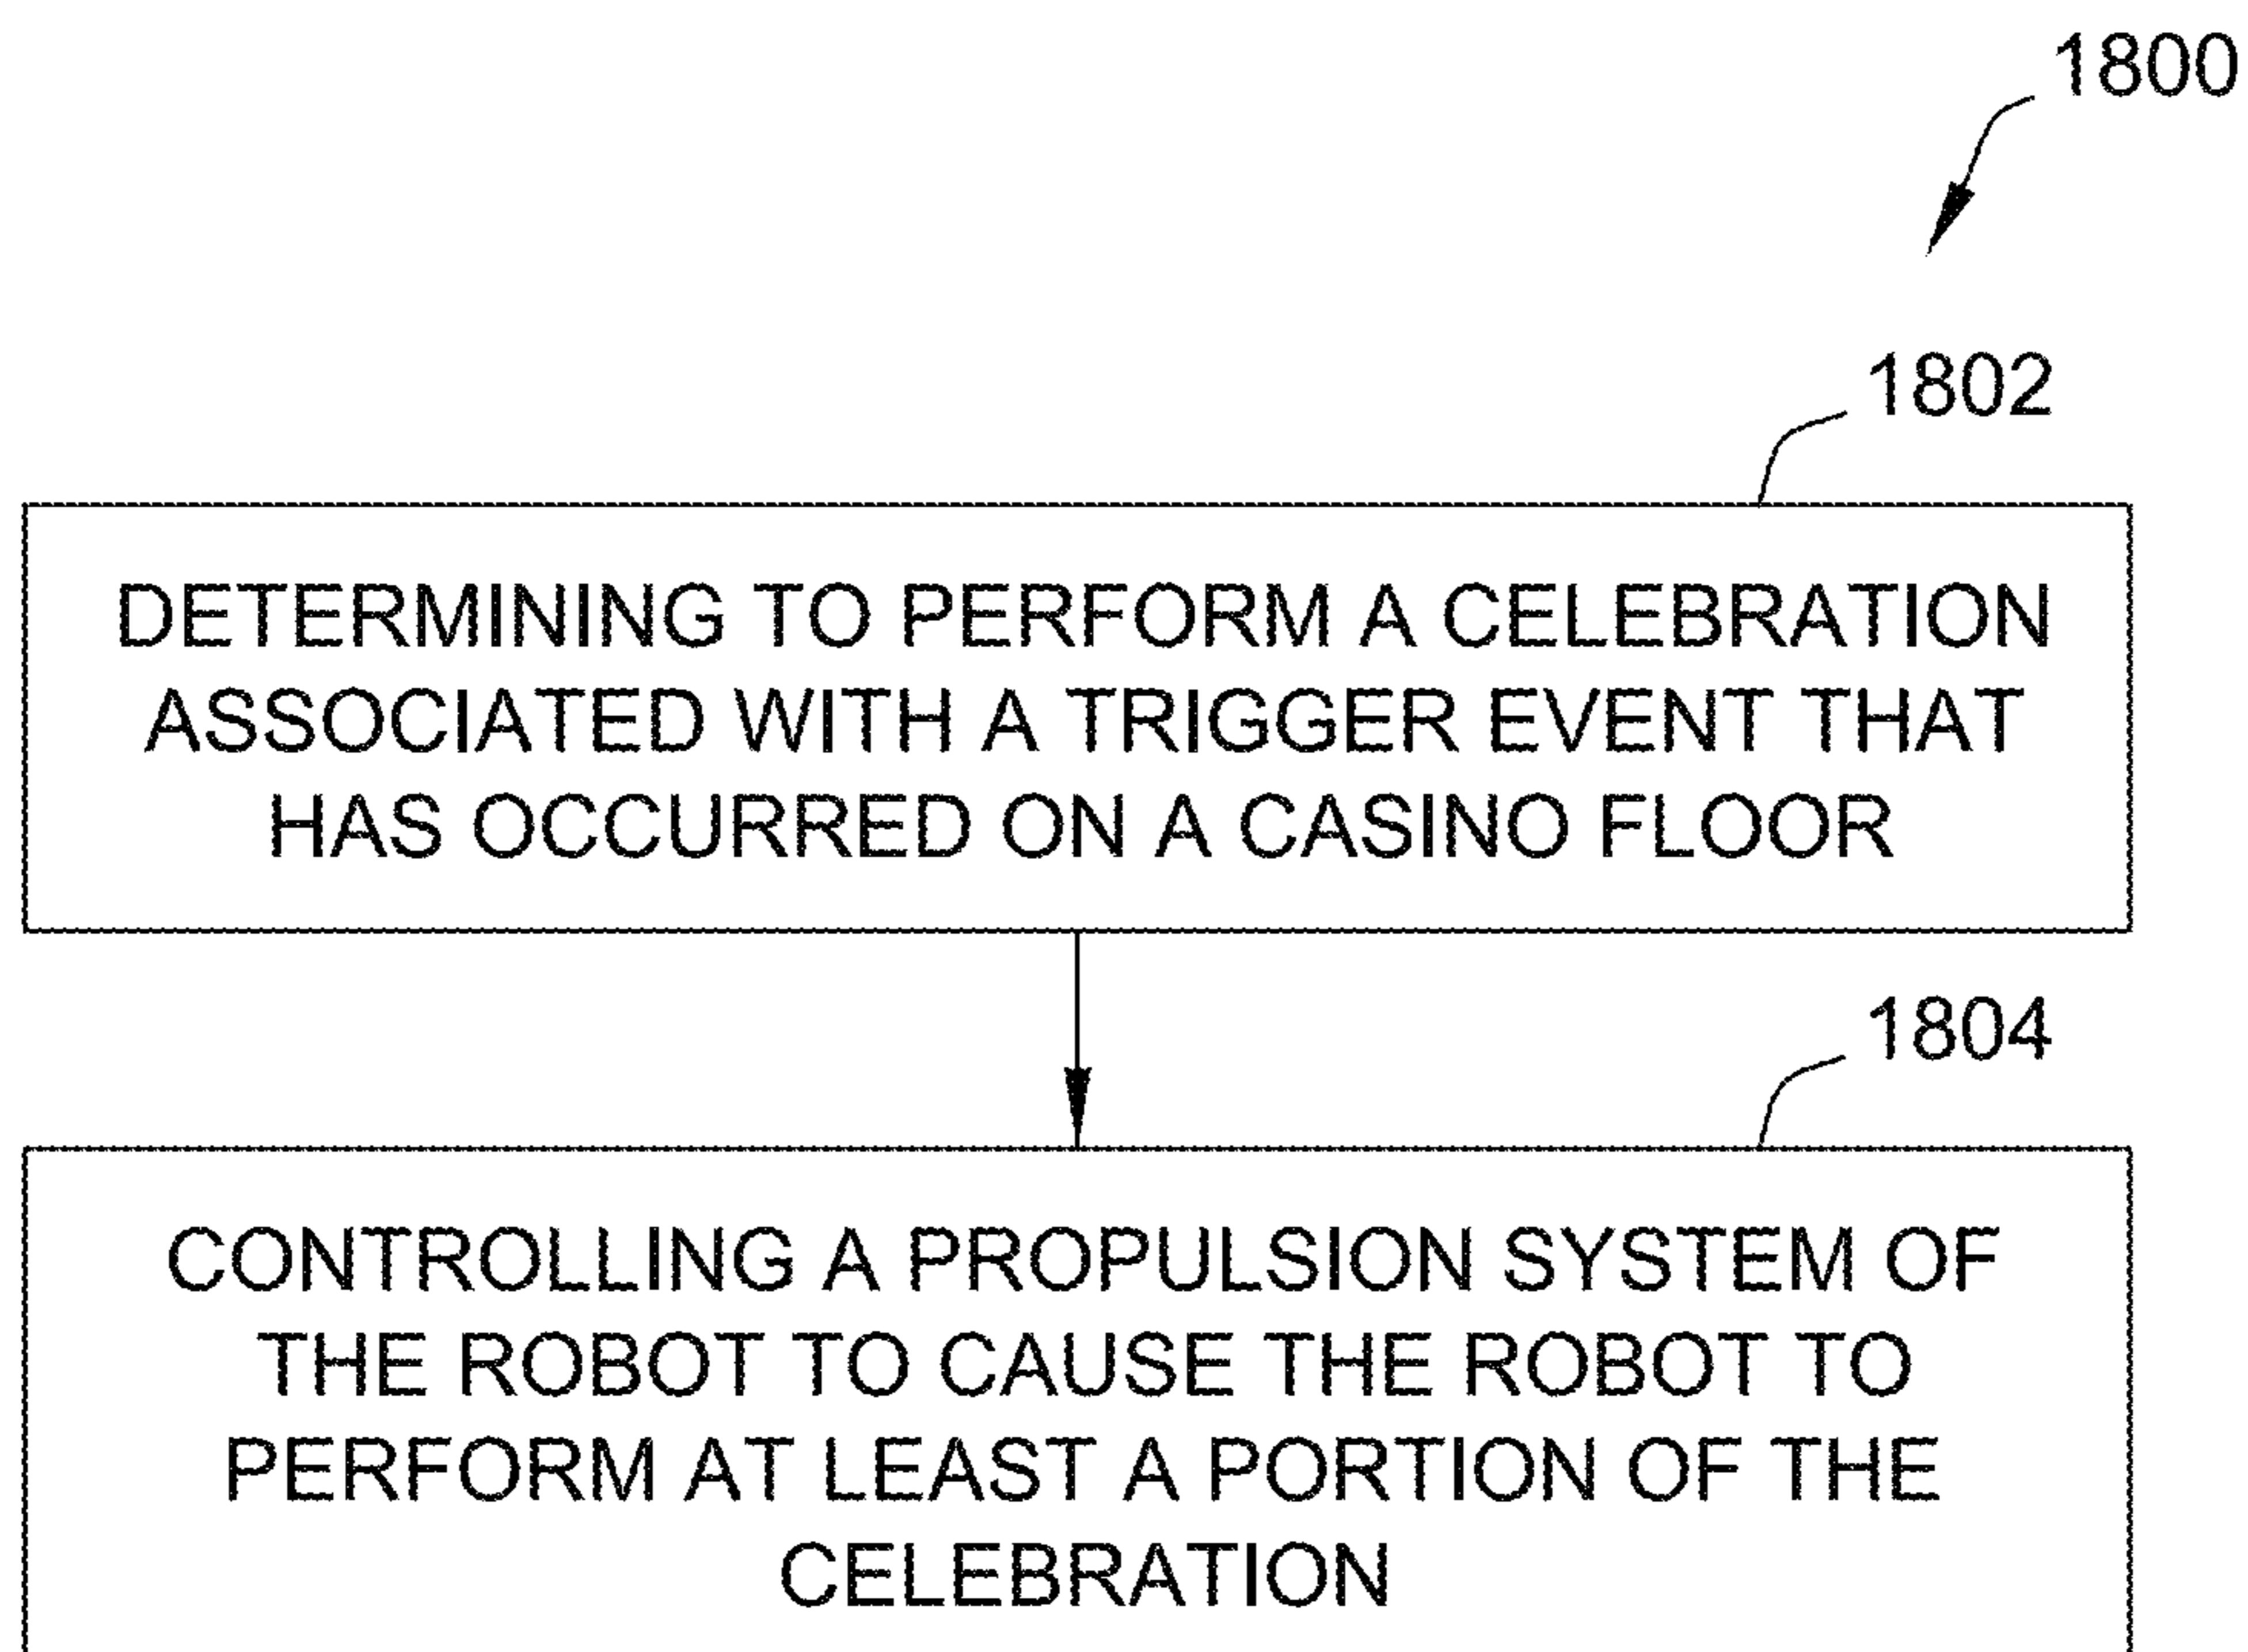 1800
1802
DETERMINING TO PERFORM A CELEBRATION
ASSOCIATED WITH A TRIGGER EVENT THAT
HAS OCCURRED ON A CASINO FLOOR
1804
CONTROLLING A PROPULSION SYSTEM OF
THE ROBOT TO CAUSE THE ROBOT TO
PERFORM AT LEAST A PORTION OF THE
CELEBRATION